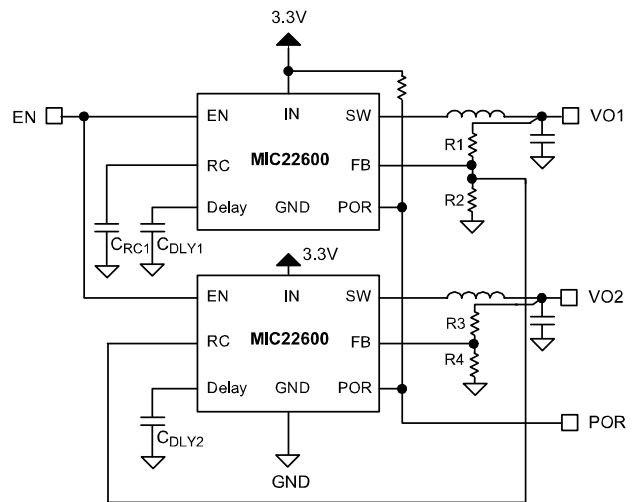 3.3V
EN
EN
IN
SW
VO1
RC
MIC22600
FB
R1
R2
Delay
GND
POR
CRC1
CDLY1
3.3V
EN
IN
SW
VO2
RC
MIC22600
FB
R3
R4
Delay
GND
POR
CDLY2
POR
GND